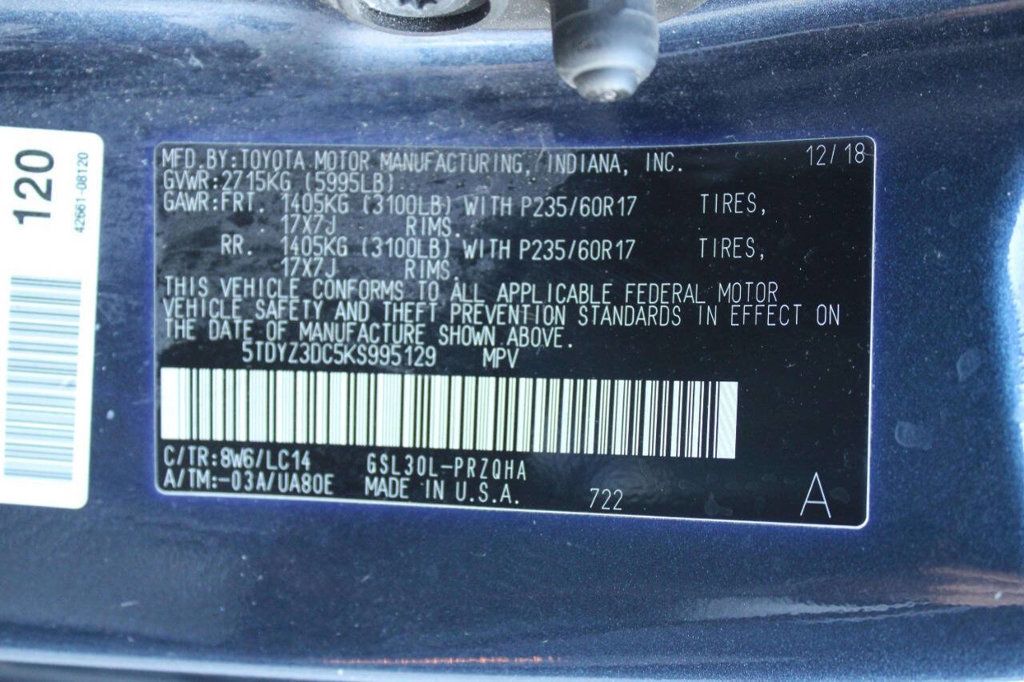 120
42661-08120
MFD.BY:TOYOTA MOTOR MANUFACTURING, INDIANA, INC. 12/18
GVWR:2715KG (5995LB)
GAWR:FRT. 1405KG (3100LB) WITH P235/60R17 TIRES,
17X7J RIMS.
RR. 1405KG (3100LB) WITH P235/60R17 TIRES,
17X7J RIMS.
THIS VEHICLE CONFORMS TO ALL APPLICABLE FEDERAL MOTOR
VEHICLE SAFETY AND THEFT PREVENTION STANDARDS IN EFFECT ON
THE DATE OF MANUFACTURE SHOWN ABOVE.
5TDYZ3DC5KS995129 MPV
C/TR:8W6/LC14 GSL30L-PRZQHA
A/TM:-03A/UA80E MADE IN U.S.A. 722 A